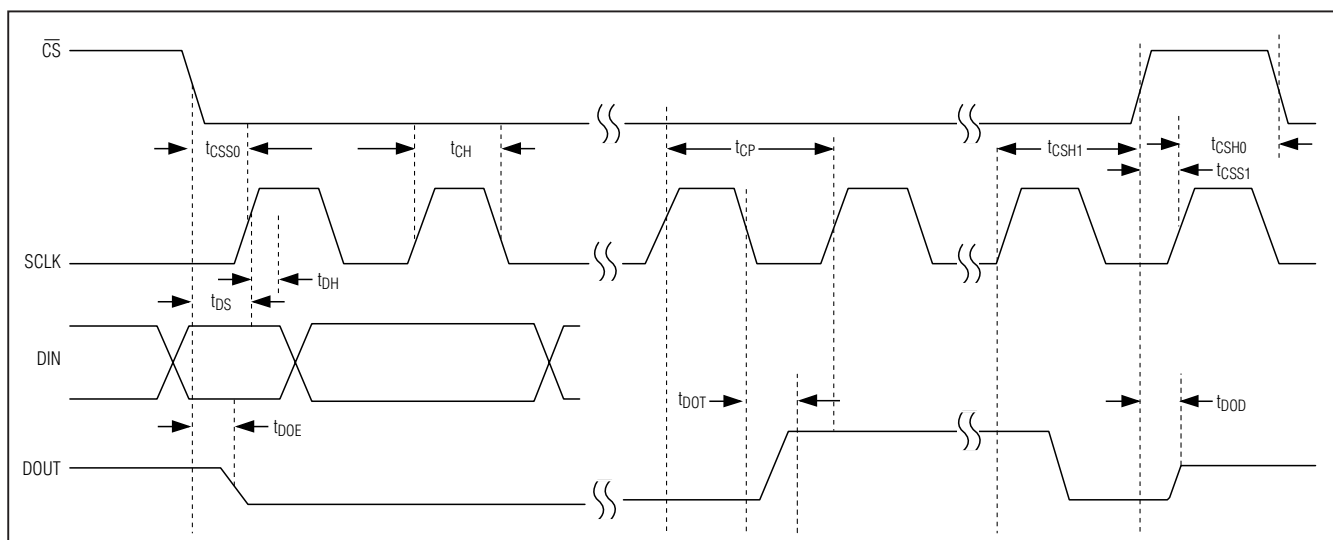 CS
tCSS0
tCH
tCP
tCSH1
tCSH0
tCSS1
SCLK
tDH
tDS
DIN
tDOT
tDOD
tDOE
DOUT